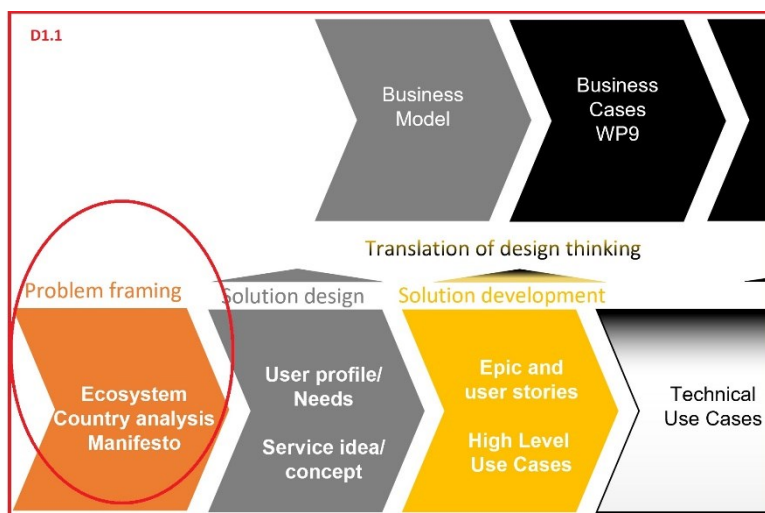 D1.1
Business
Model
Business
Cases
WP9
Translation of design thinking
Problem framing
Solution design
Solution development
Ecosystem
Country analysis
Manifesto
User profile/
Needs
Service idea/
concept
Epic and
user stories
High Level
Use Cases
Technical
Use Cases